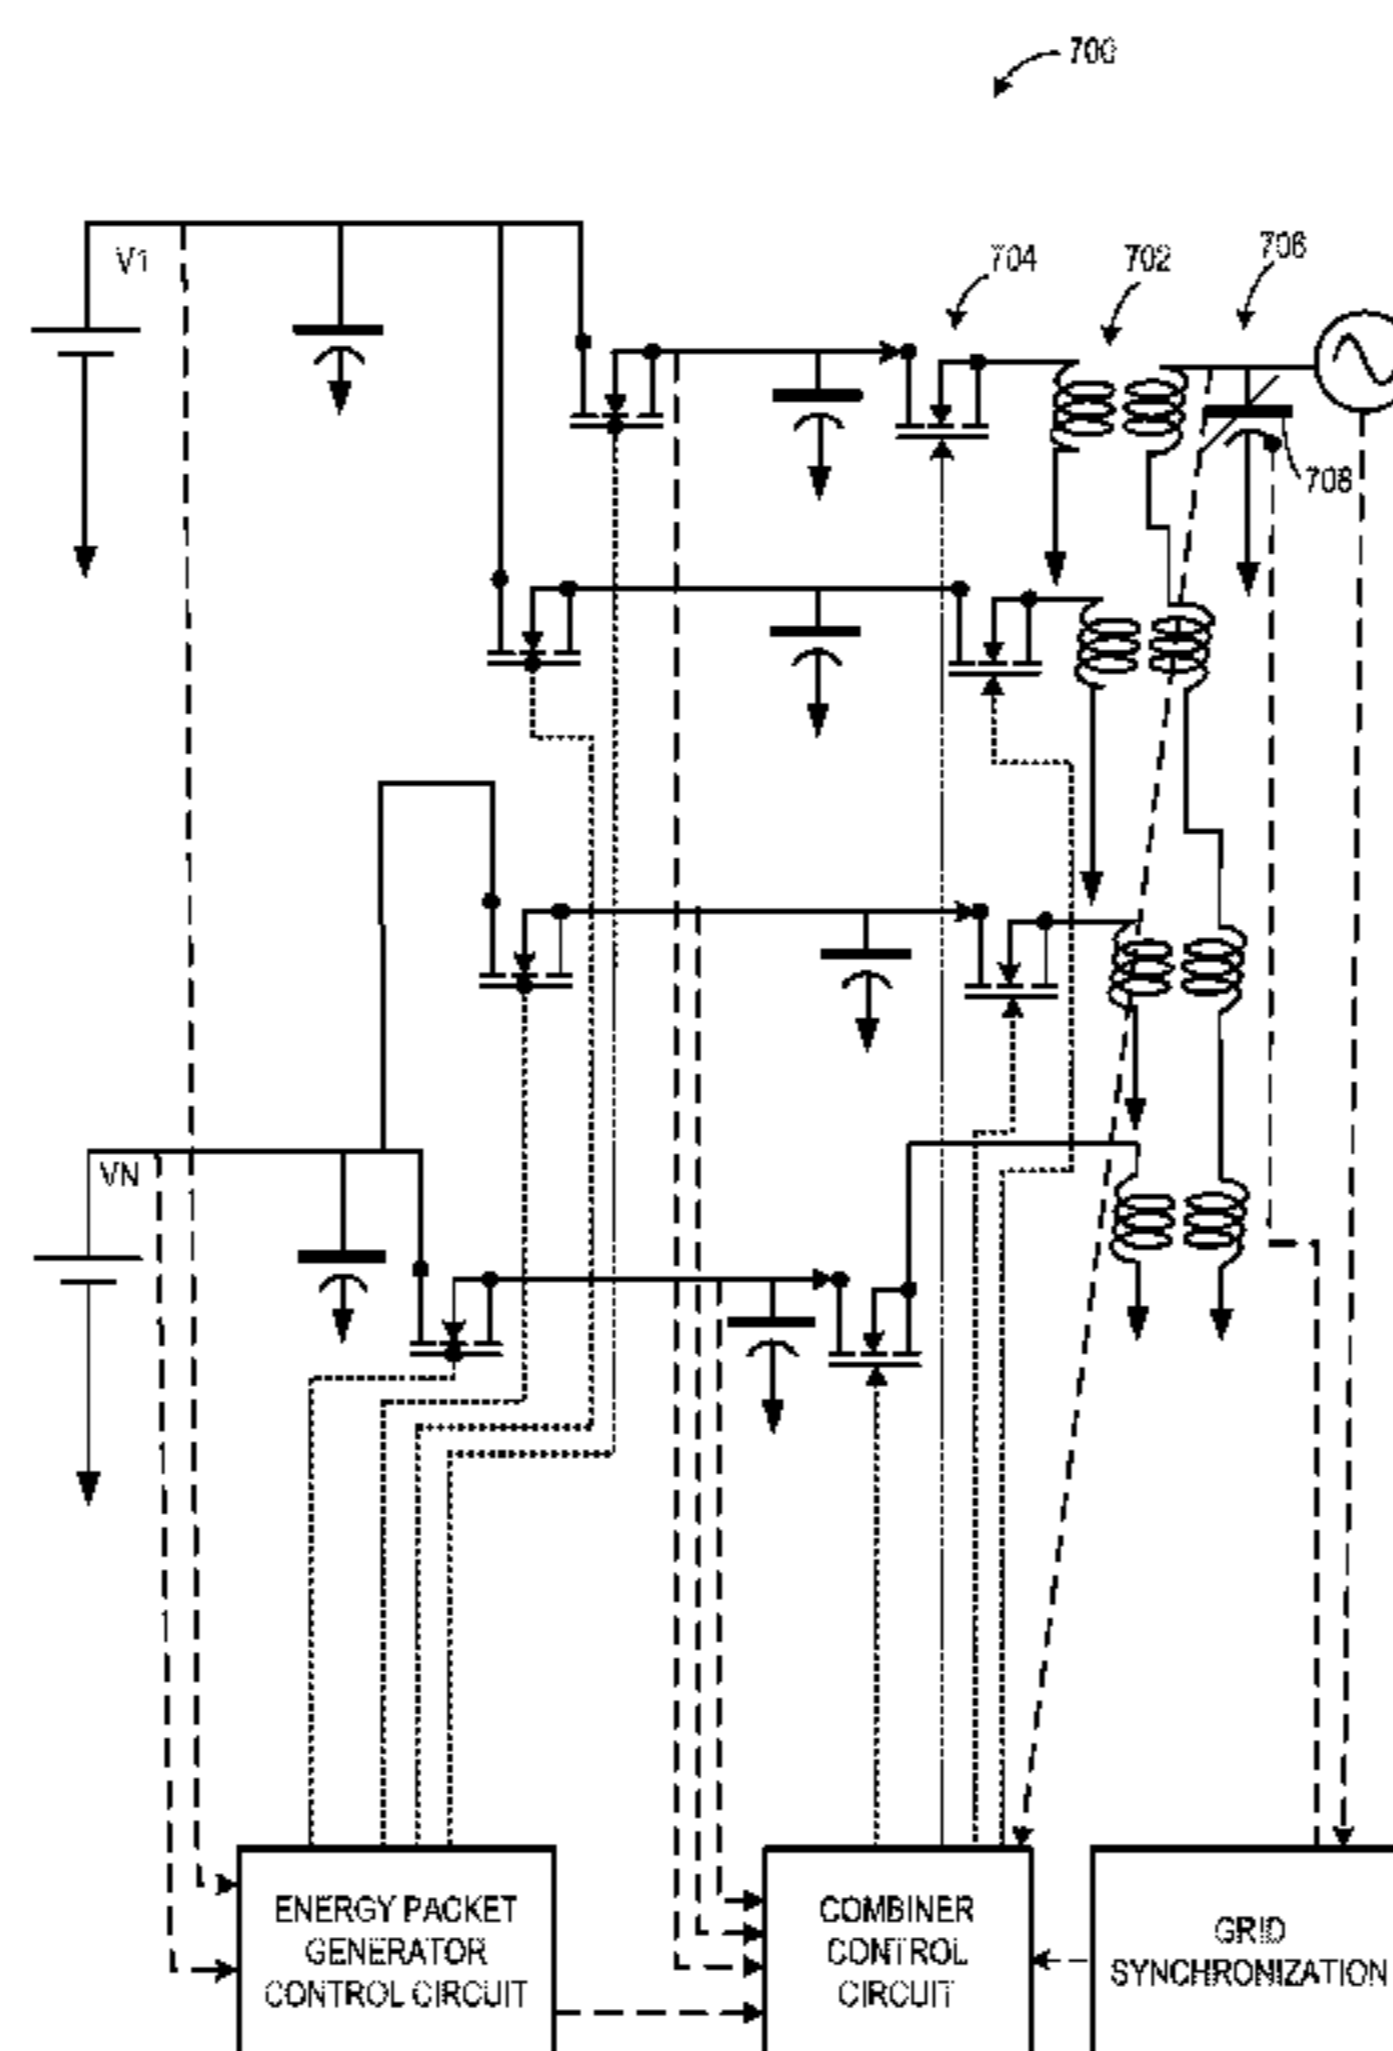 700
V1
704
702
706
708
VN
ENERGY PACKET
GENERATOR
CONTROL CIRCUIT
COMBINER
CONTROL
CIRCUIT
GRID
SYNCHRONIZATION